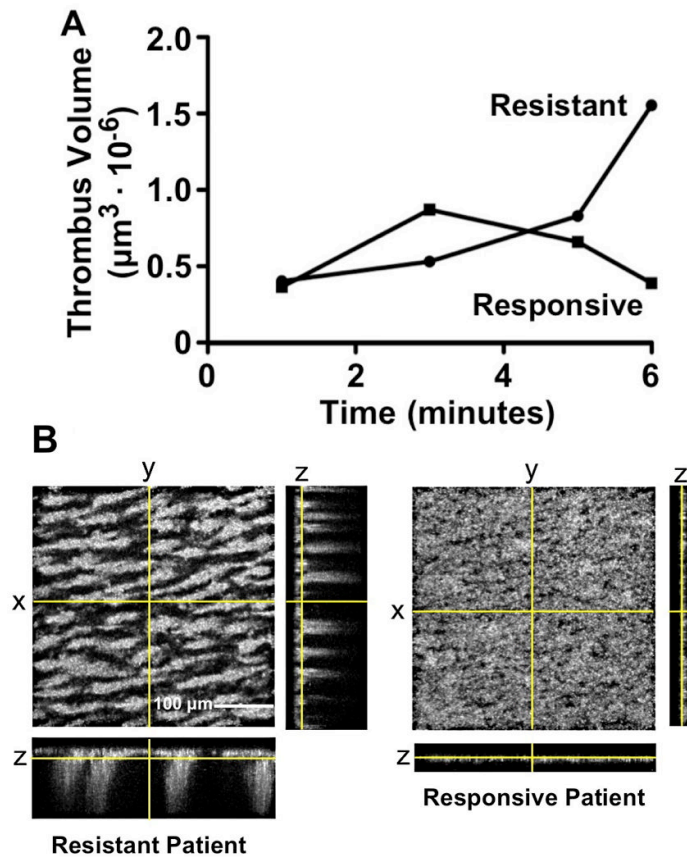 A
2.0
1.5
1.0
0.5
0
Thrombus Volume
(µm³ · 10⁻⁶)
Resistant
Responsive
0 2 4 6
Time (minutes)
B
y z y z
x x
100 µm
z z
Resistant Patient
Responsive Patient